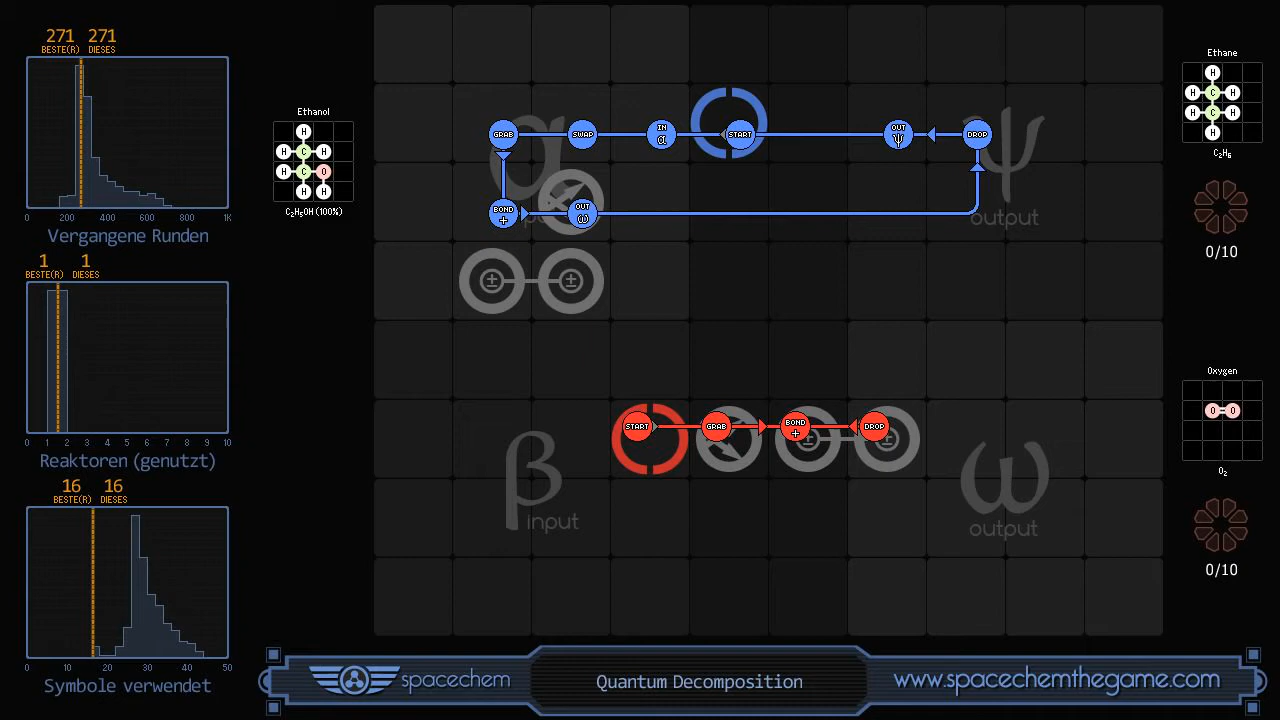 271 271
BESTE(R) DIESES
0 200 400 600 800 1K
Vergangene Runden
1 1
BESTE(R) DIESES
0 1 2 3 4 5 6 7 8 9 10
Reaktoren (genutzt)
16 16
BESTE(R) DIESES
0 10 20 30 40 50
Symbole verwendet
Ethanol
H
H C H
H C O
H H
C₂H₅OH (100%)
GRAB SWAP IN α START OUT ψ DROP
BOND + OUT ω
α
ψ
output
± ±
START GRAB BOND + DROP
± ±
β
input
ω
output
Ethane
H
H C H
H C H
H
C₂H₆
0/10
Oxygen
O O
O₂
0/10
spacechem
Quantum Decomposition
www.spacechemthegame.com